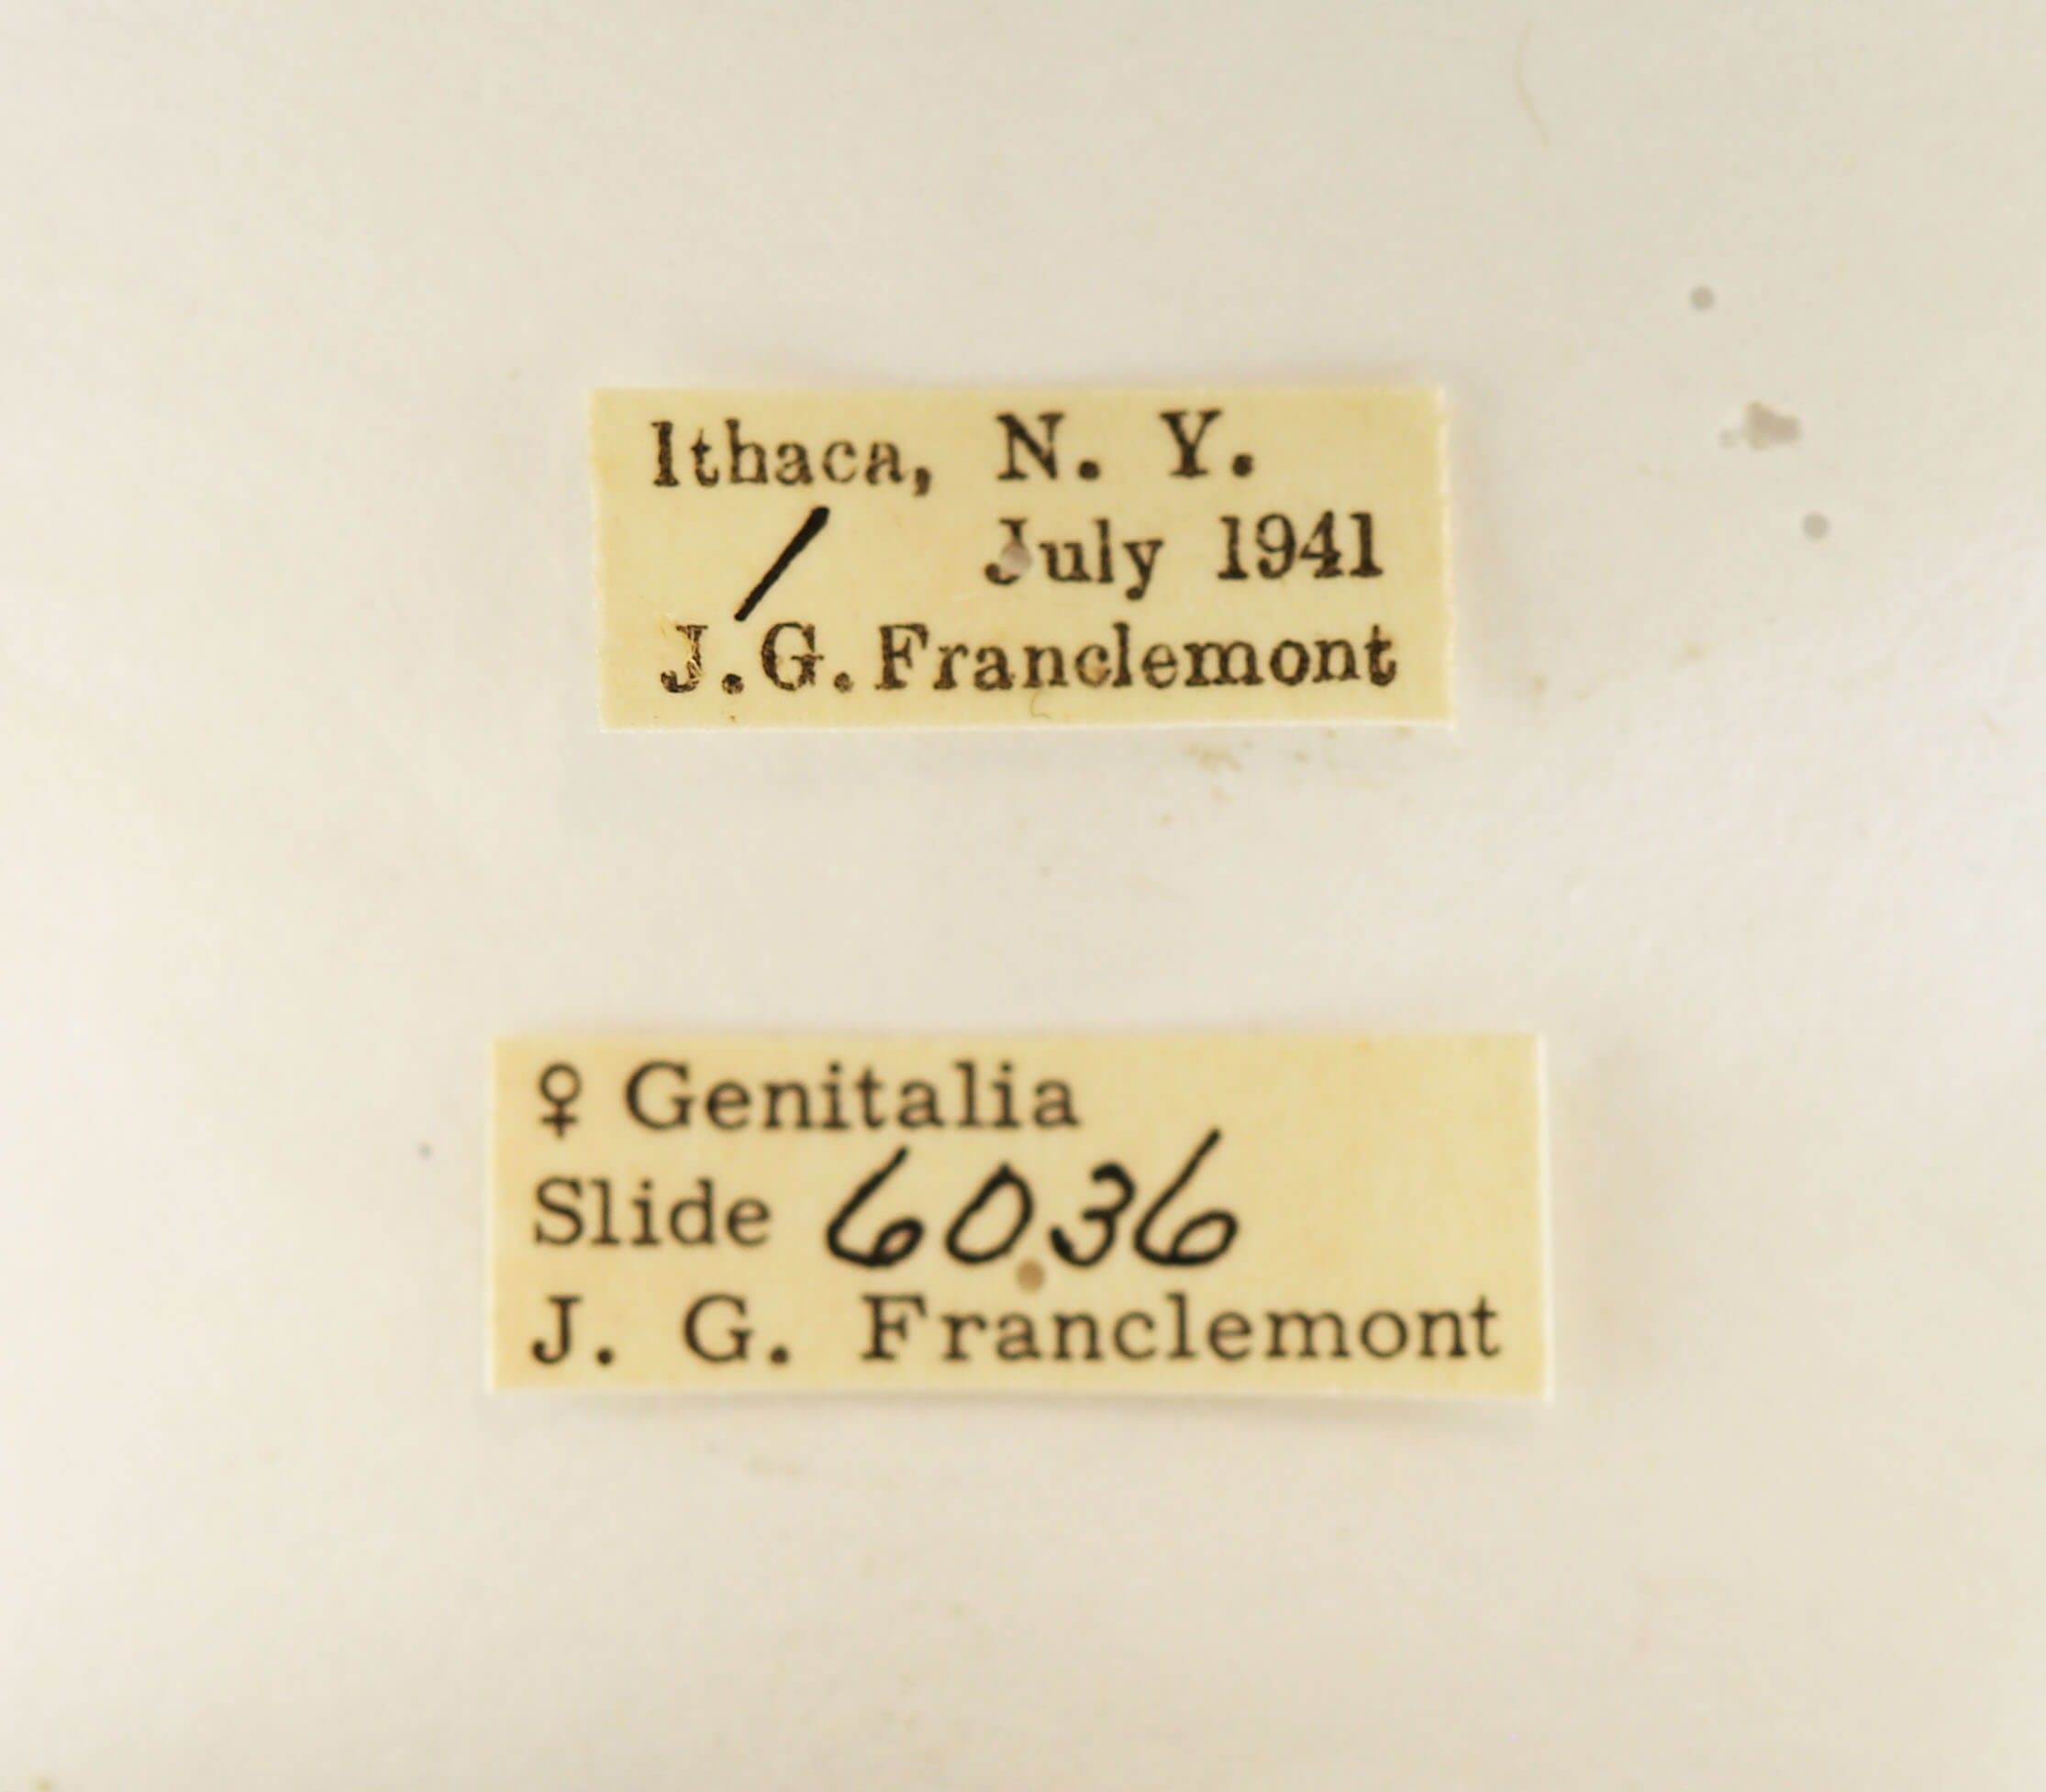 Ithaca, N. Y.
/ July 1941
J.G. Franclemont
♀ Genitalia
Slide 6036
J. G. Franclemont